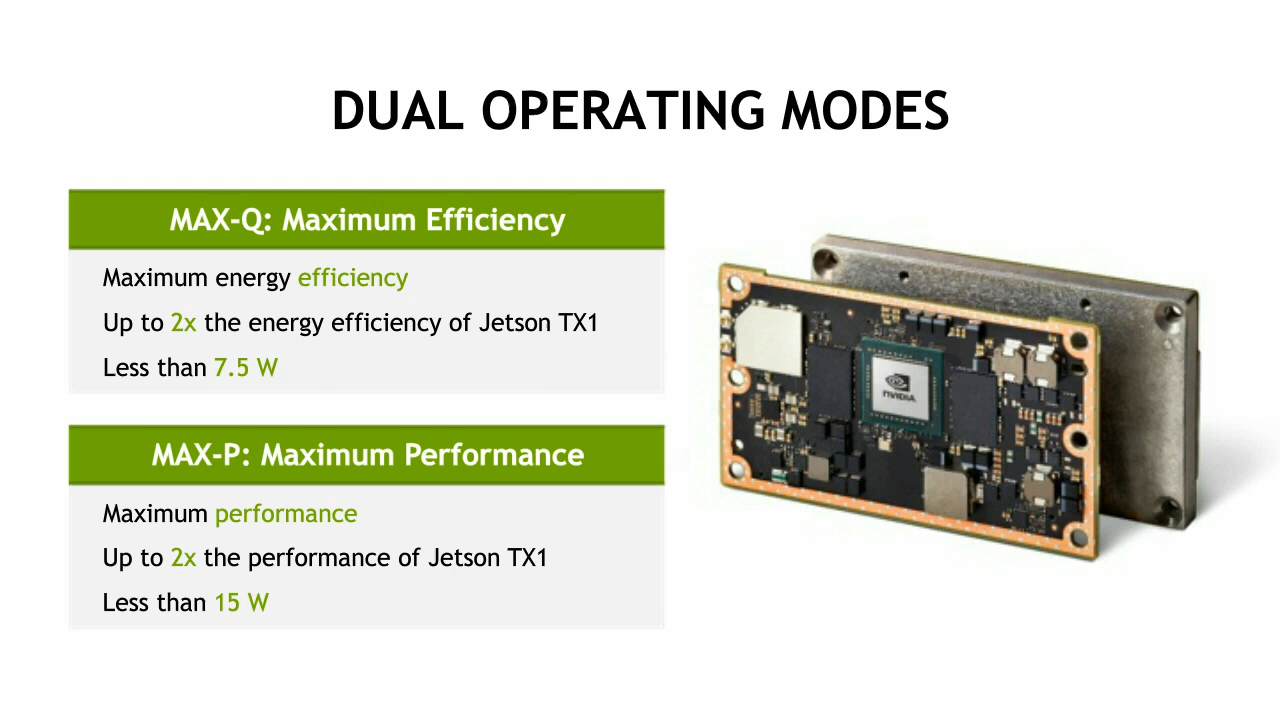 DUAL OPERATING MODES
MAX-Q: Maximum Efficiency
Maximum energy efficiency
Up to 2x the energy efficiency of Jetson TX1
Less than 7.5 W
MAX-P: Maximum Performance
Maximum performance
Up to 2x the performance of Jetson TX1
Less than 15 W
NVIDIA